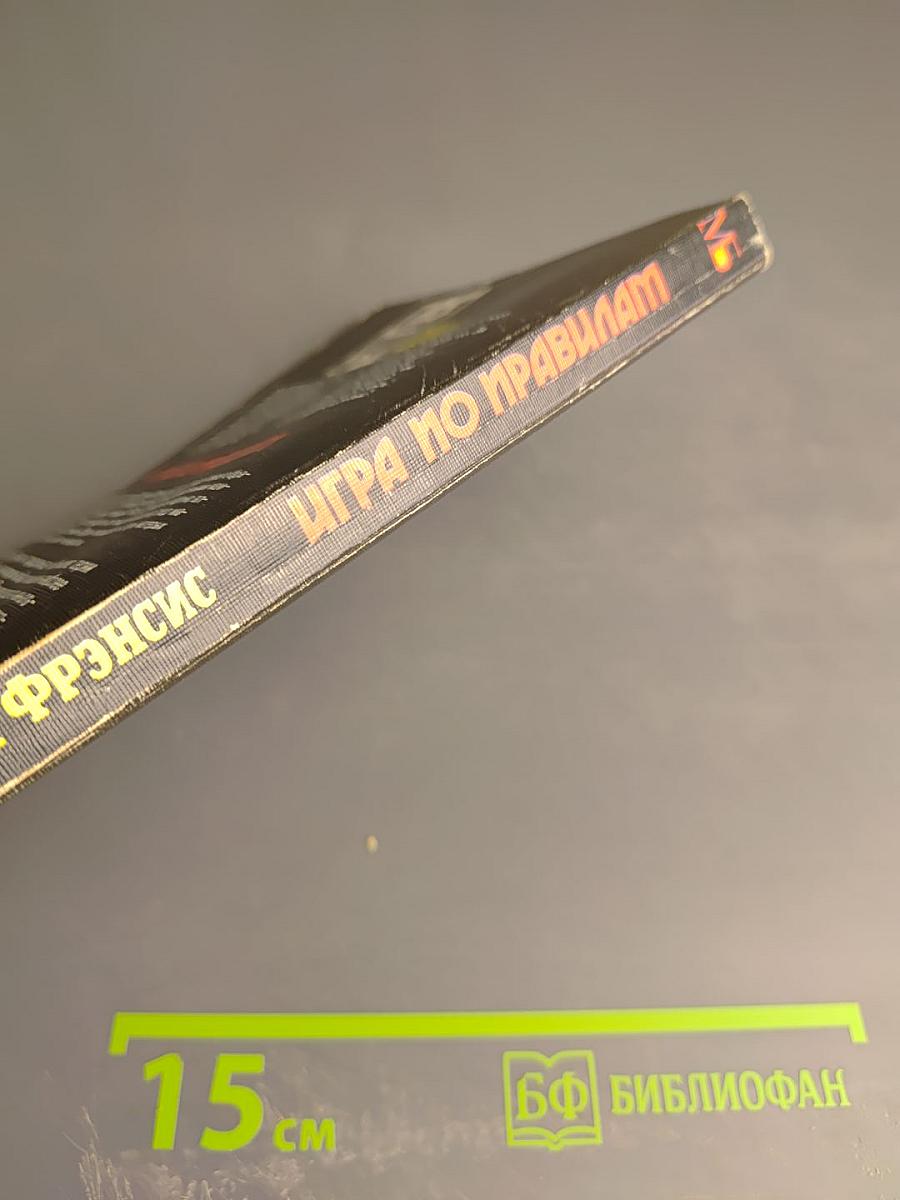 ФРЭНСИС
ИГРА ПО ПРАВИЛАМ
15 см
БФ БИБЛИОФАН